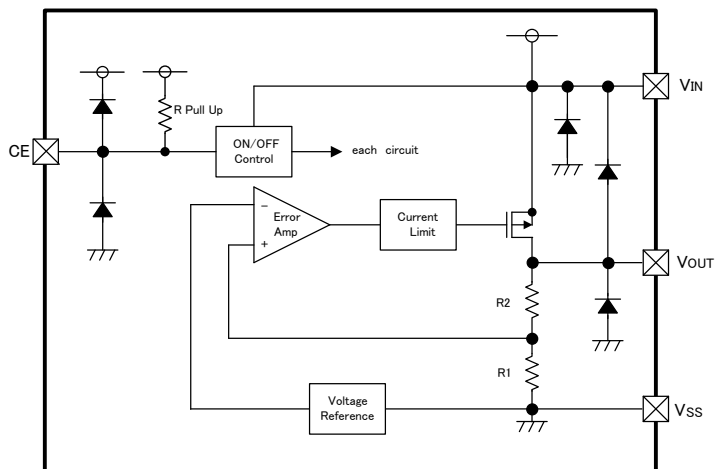 VIN
R Pull Up
CE
ON/OFF
Control
each circuit
−
Error
Amp
+
Current
Limit
VOUT
R2
R1
Voltage
Reference
VSS